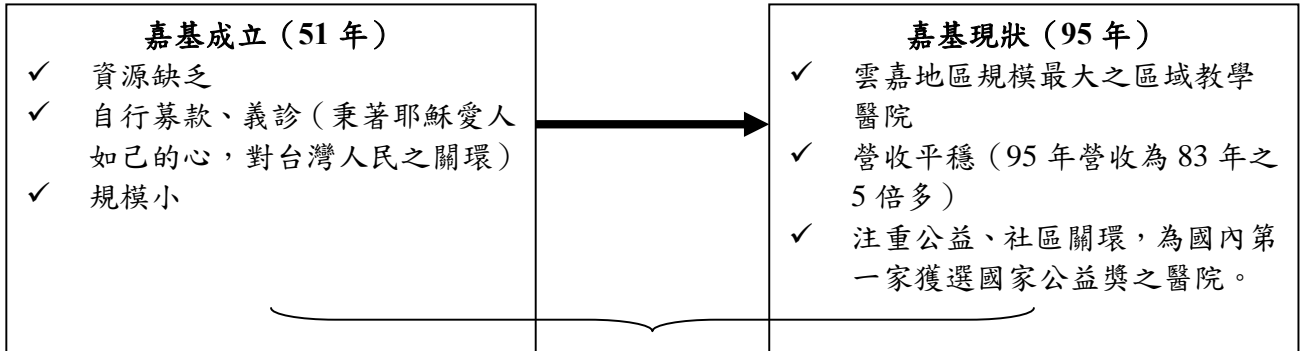 嘉基成立（51 年）
✓ 資源缺乏
✓ 自行募款、義診（秉著耶穌愛人
如己的心，對台灣人民之關環）
✓ 規模小
嘉基現狀（95 年）
✓ 雲嘉地區規模最大之區域教學
醫院
✓ 營收平穩（95 年營收為 83 年之
5 倍多）
✓ 注重公益、社區關環，為國內第
一家獲選國家公益獎之醫院。